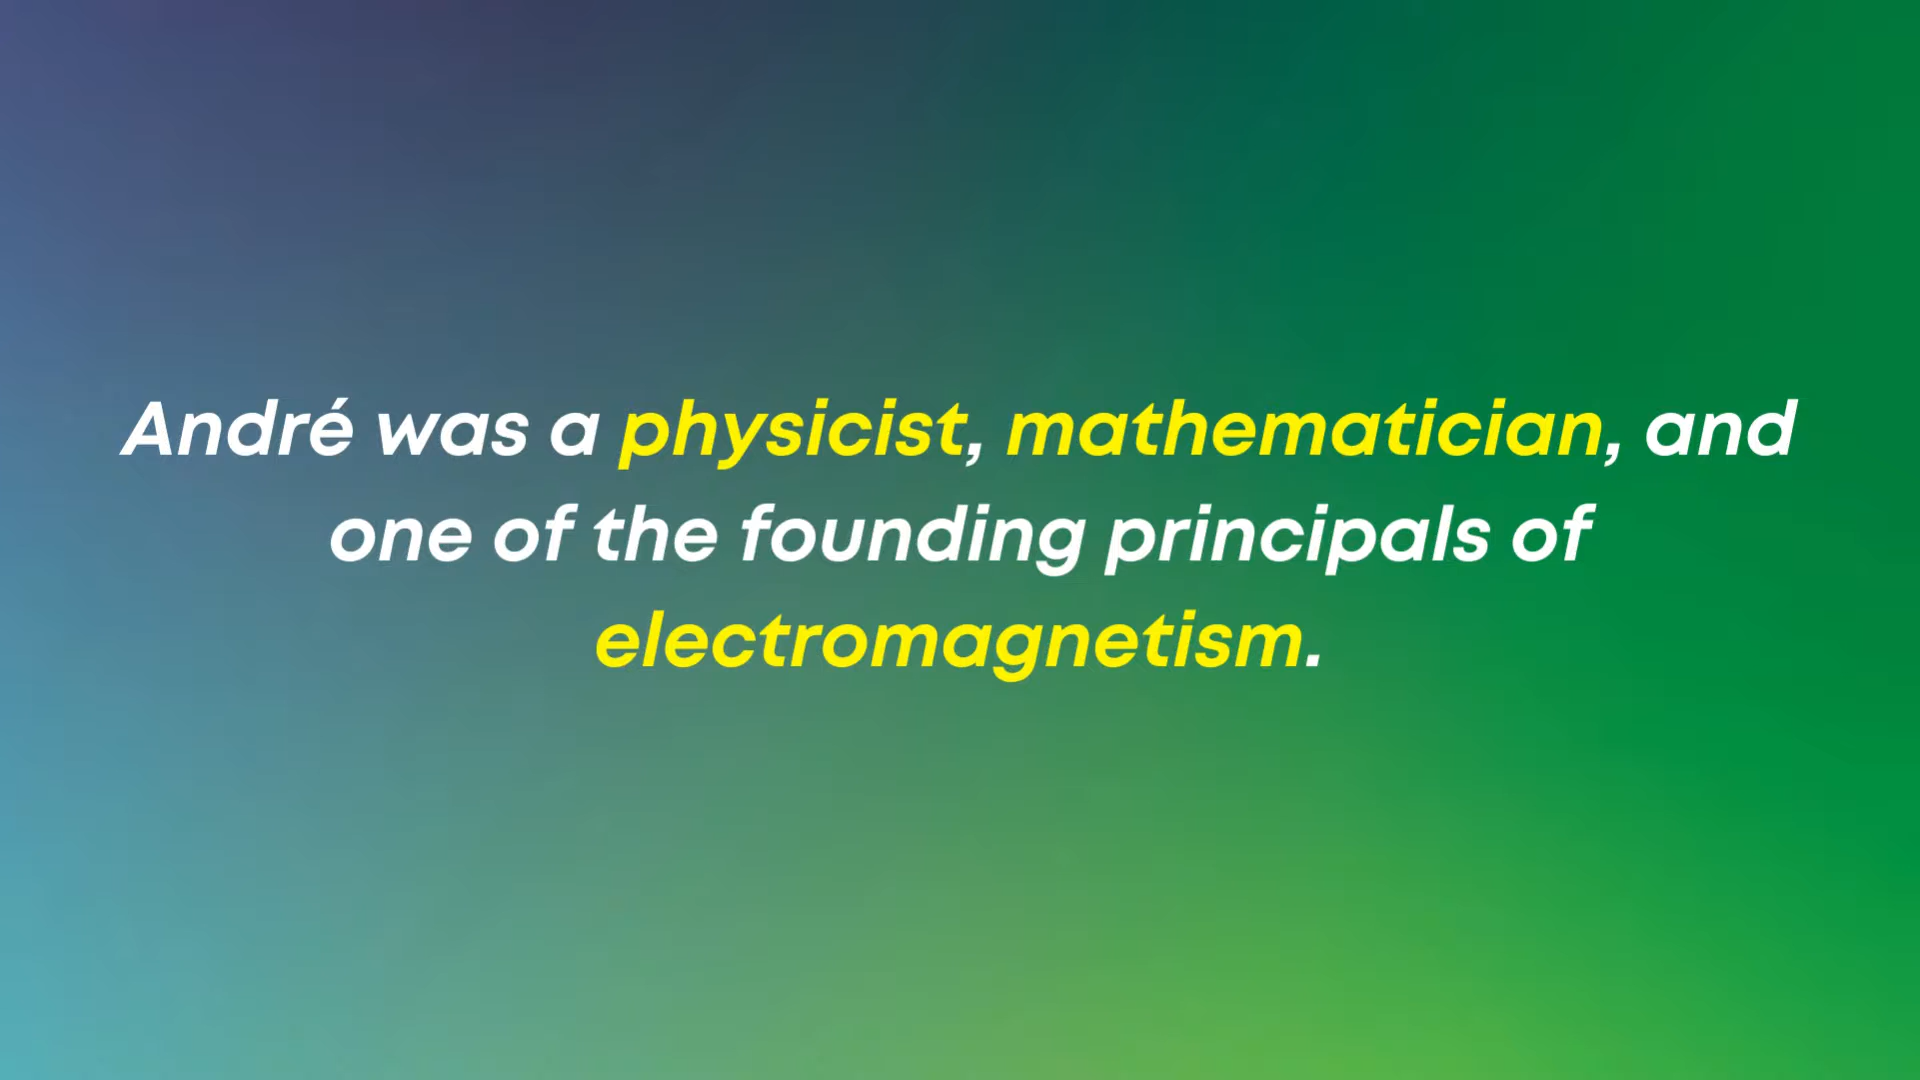 André was a physicist, mathematician, and
one of the founding principals of
electromagnetism.